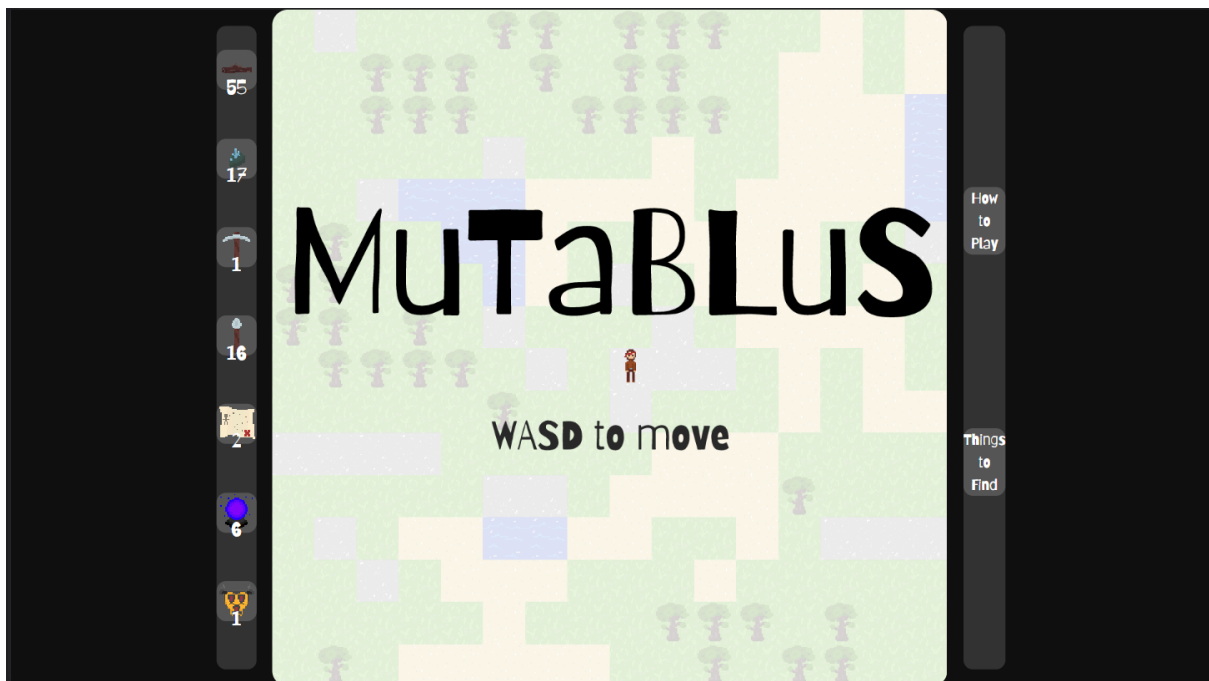 55
17
1
16
2
6
1
MuTaBLuS
WASD to move
How
to
Play
Things
to
Find